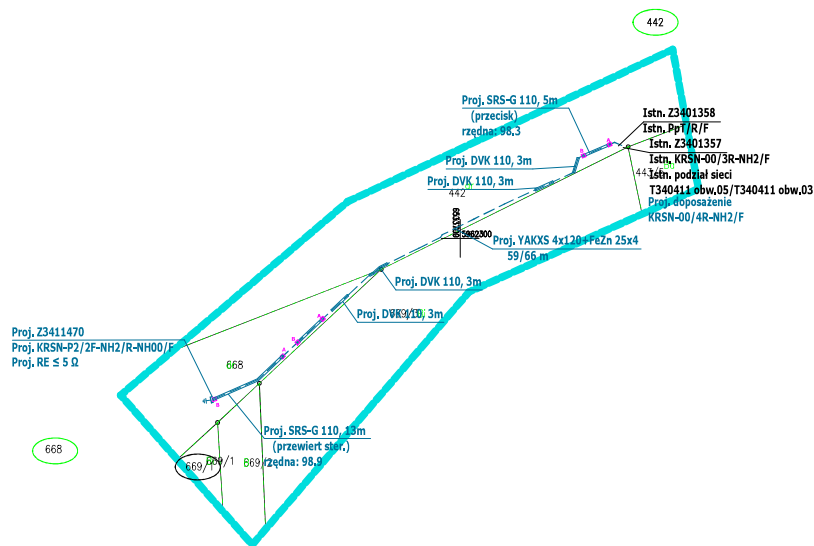 442
Proj. SRS-G 110, 5m
(przecisk)
rzędna: 98.3
Istn. Z3401358
Istn. PpT/R/F
Istn. Z3401357
Istn. KRSN-00/3R-NH2/F
Istn. podział sieci
T340411 obw.05/T340411 obw.03
Proj. doposażenie
KRSN-00/4R-NH2/F
B
A
Proj. DVK 110, 3m
Proj. DVK 110, 3m
442
5962300
Proj. YAKXS 4x120+FeZn 25x4
59/66 m
Proj. DVK 110, 3m
Proj. DVK 110, 3m
A
B
A
Proj. Z3411470
Proj. KRSN-P2/2F-NH2/R-NH00/F
Proj. RE ≤ 5 Ω
668
B
Proj. SRS-G 110, 13m
(przewiert ster.)
rzędna: 98.9
668
669/1
669/2